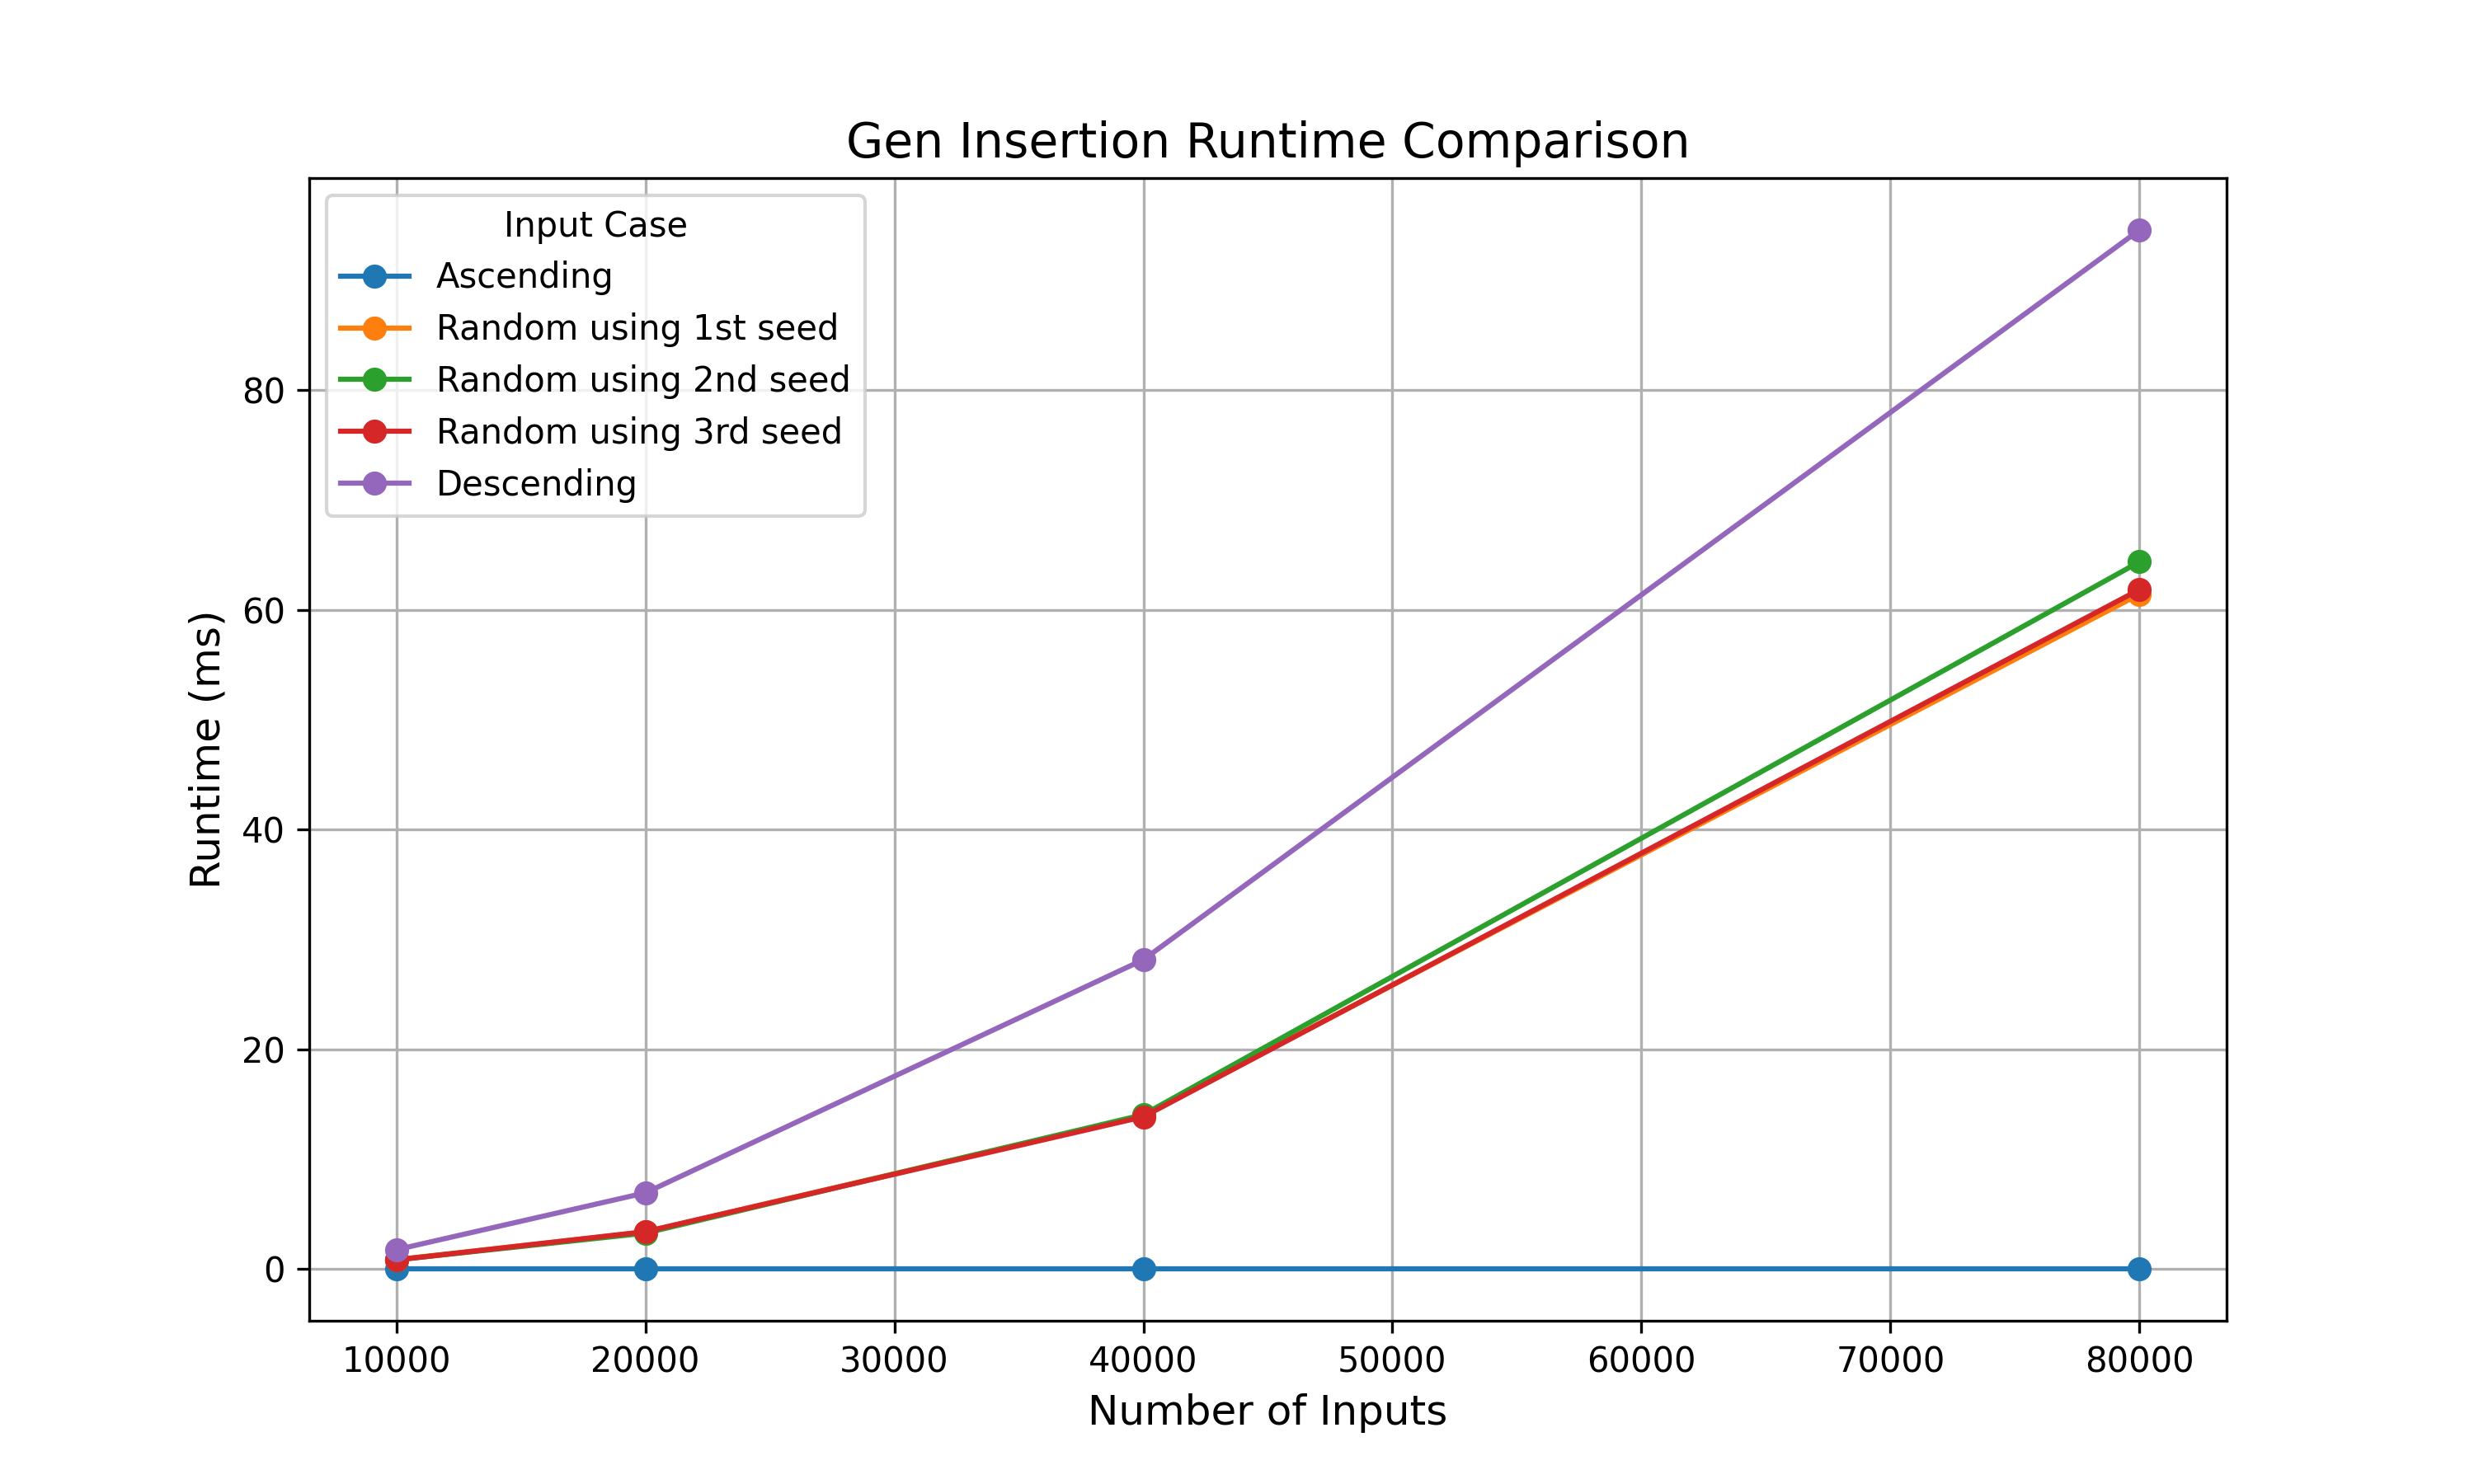 Gen Insertion Runtime Comparison
Input Case
Ascending
Random using 1st seed
Random using 2nd seed
Random using 3rd seed
Descending
Runtime (ms)
80
60
40
20
0
10000 20000 30000 40000 50000 60000 70000 80000
Number of Inputs